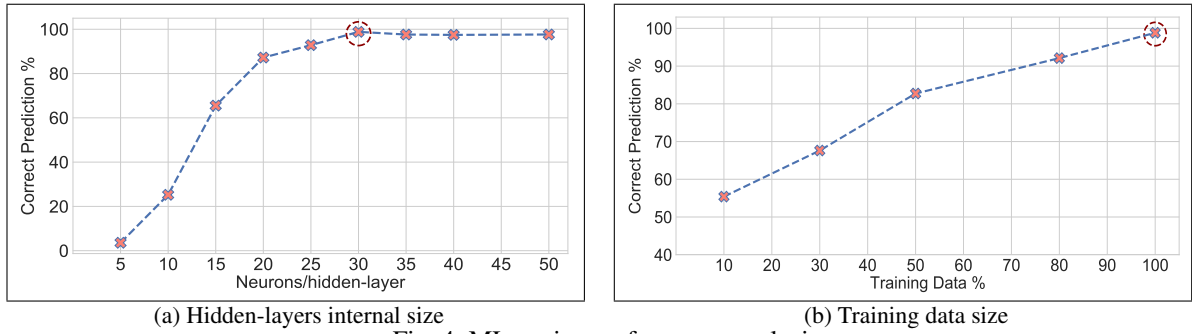 100
80
60
40
20
0
Correct Prediction %
5 10 15 20 25 30 35 40 45 50
Neurons/hidden-layer
(a) Hidden-layers internal size
100
90
80
70
60
50
40
Correct Prediction %
10 20 30 40 50 60 70 80 90 100
Training Data %
(b) Training data size